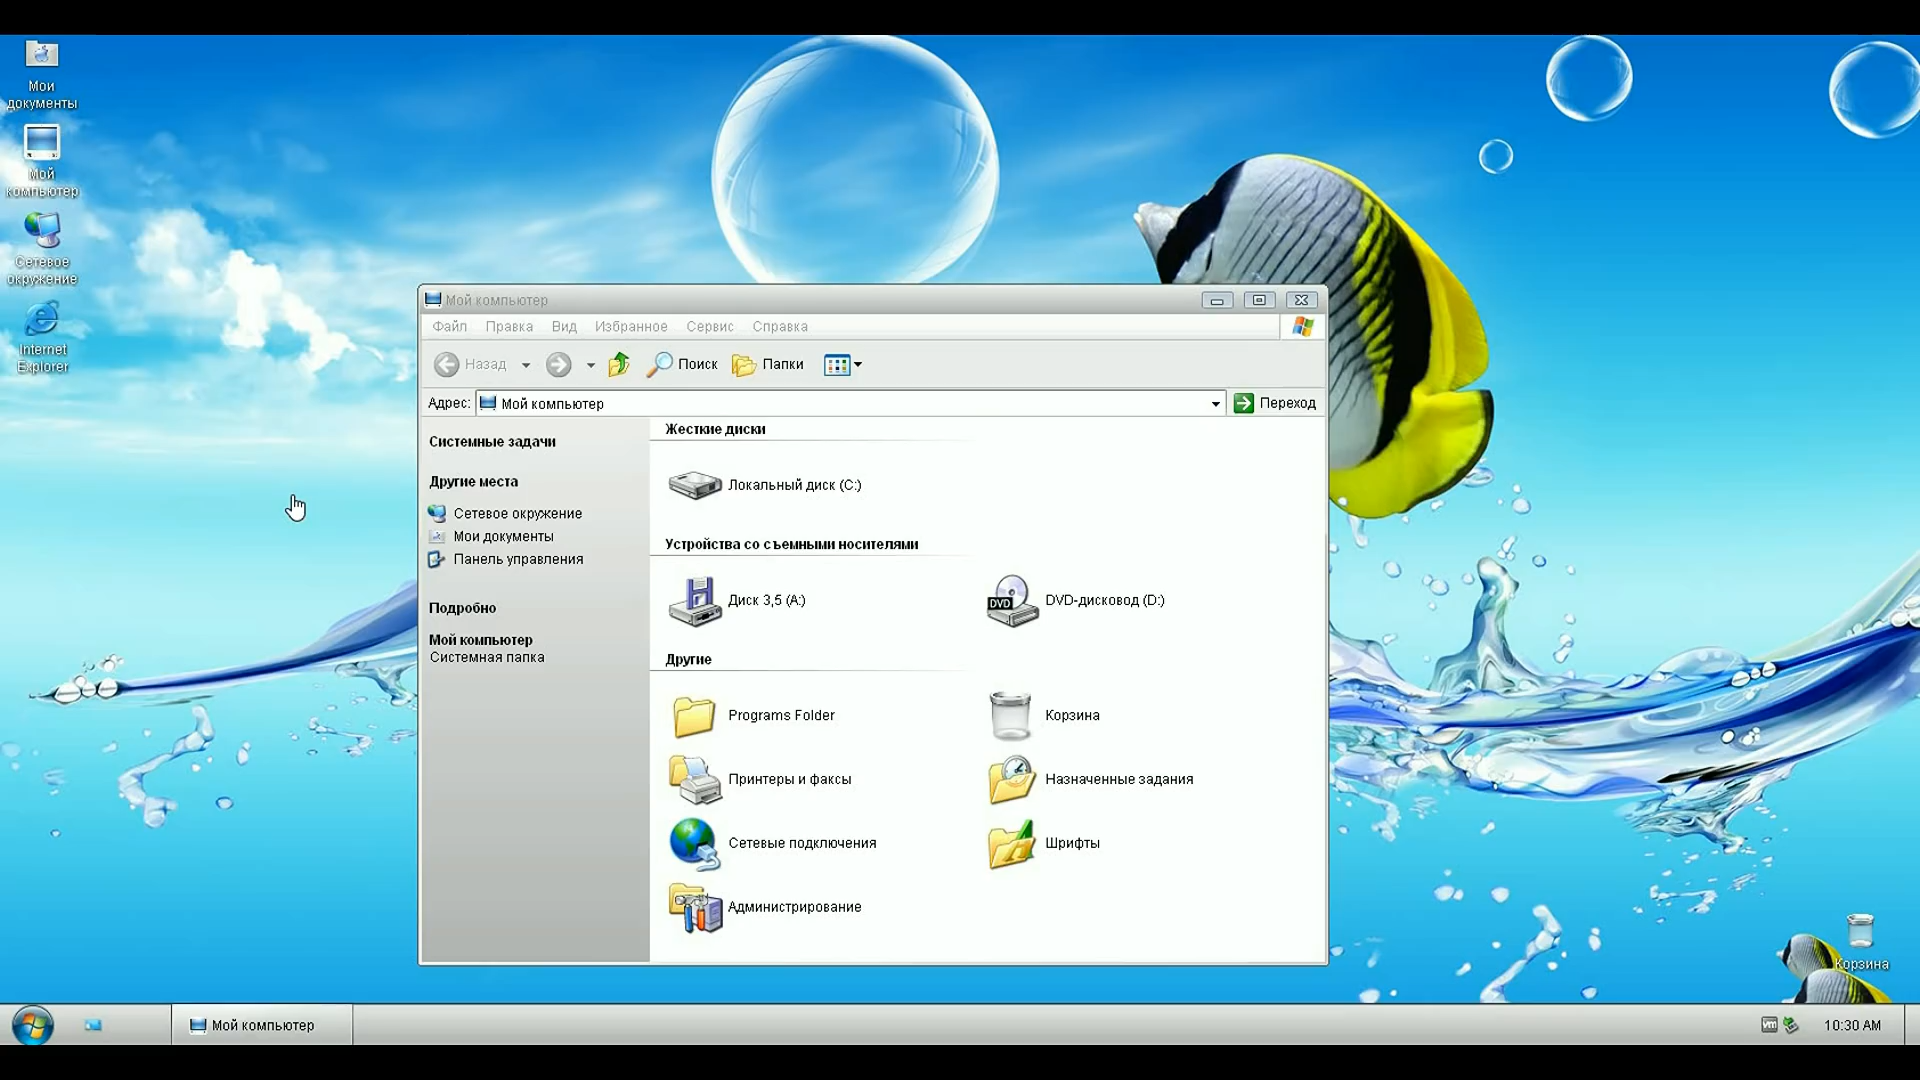 Мои
документы
Мой
компьютер
Сетевое
окружение
Internet
Explorer
Мой компьютер
Файл Правка Вид Избранное Сервис Справка
Назад Поиск Папки
Адрес: Мой компьютер Переход
Системные задачи
Другие места
Сетевое окружение
Мои документы
Панель управления
Подробно
Мой компьютер
Системная папка
Жесткие диски
Локальный диск (C:)
Устройства со съемными носителями
Диск 3,5 (A:)
DVD
DVD-дисковод (D:)
Другие
Programs Folder
Корзина
Принтеры и факсы
Назначенные задания
Сетевые подключения
Шрифты
Администрирование
Корзина
Мой компьютер
vm
10:30 AM